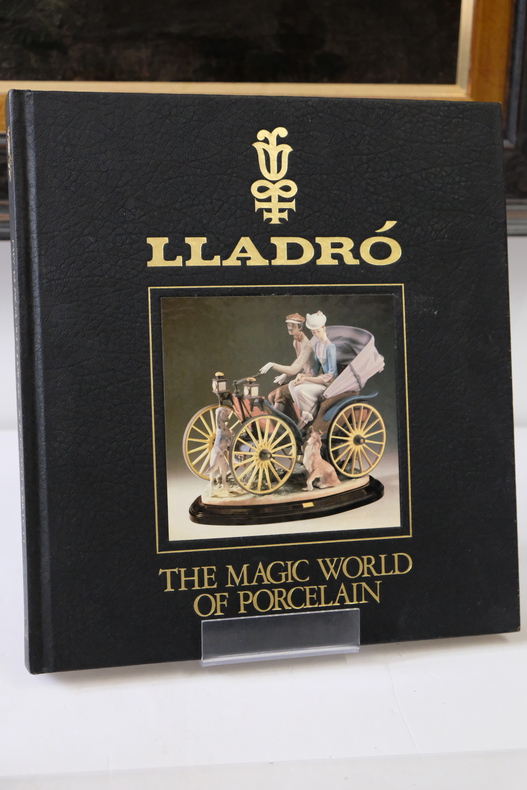 LLADRÓ
THE MAGIC WORLD
OF PORCELAIN